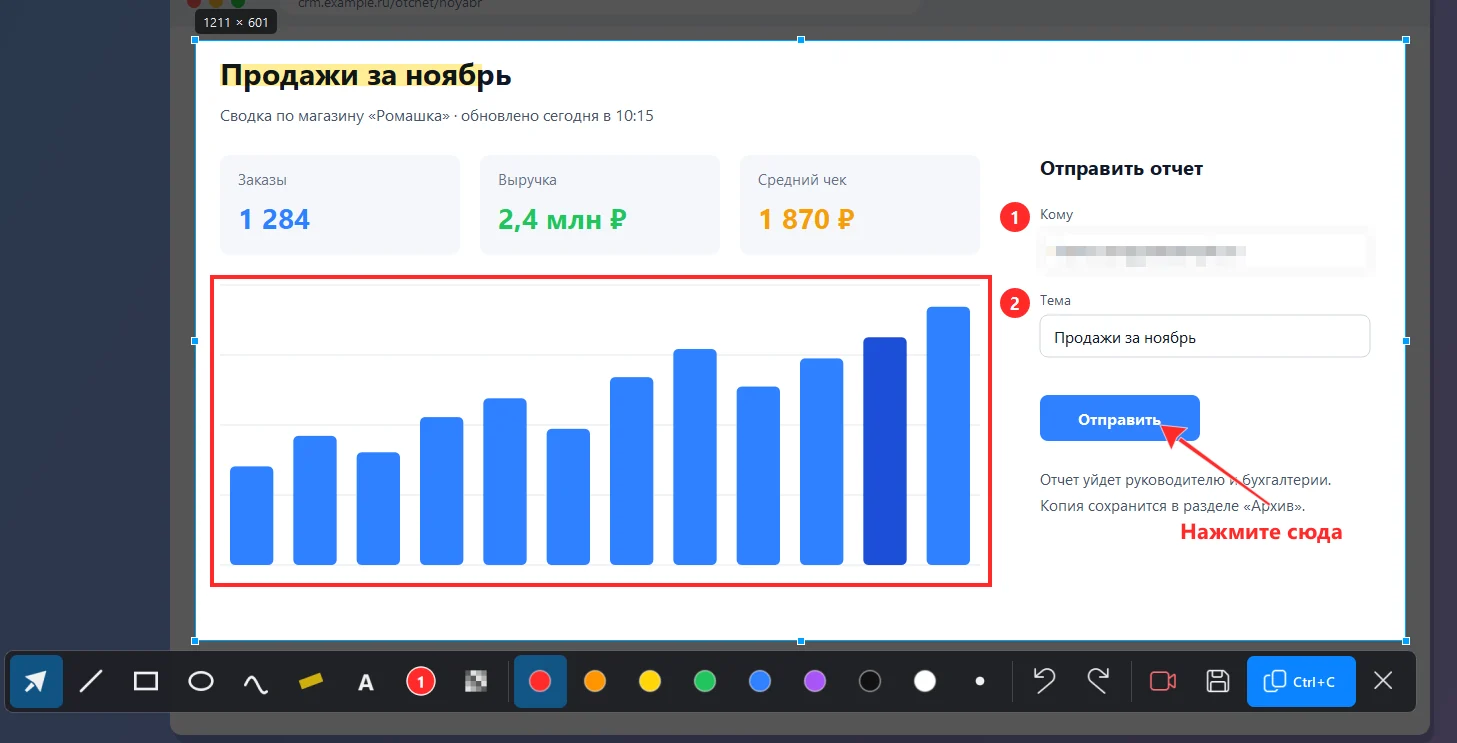 crm.example.ru/otchet/noyabr
1211 × 601
Продажи за ноябрь
Сводка по магазину «Ромашка» · обновлено сегодня в 10:15
Заказы
1 284
Выручка
2,4 млн ₽
Средний чек
1 870 ₽
Отправить отчет
1
Кому
2
Тема
Продажи за ноябрь
Отправить
Отчет уйдет руководителю и бухгалтерии.
Копия сохранится в разделе «Архив».
Нажмите сюда
A
1
Ctrl+C